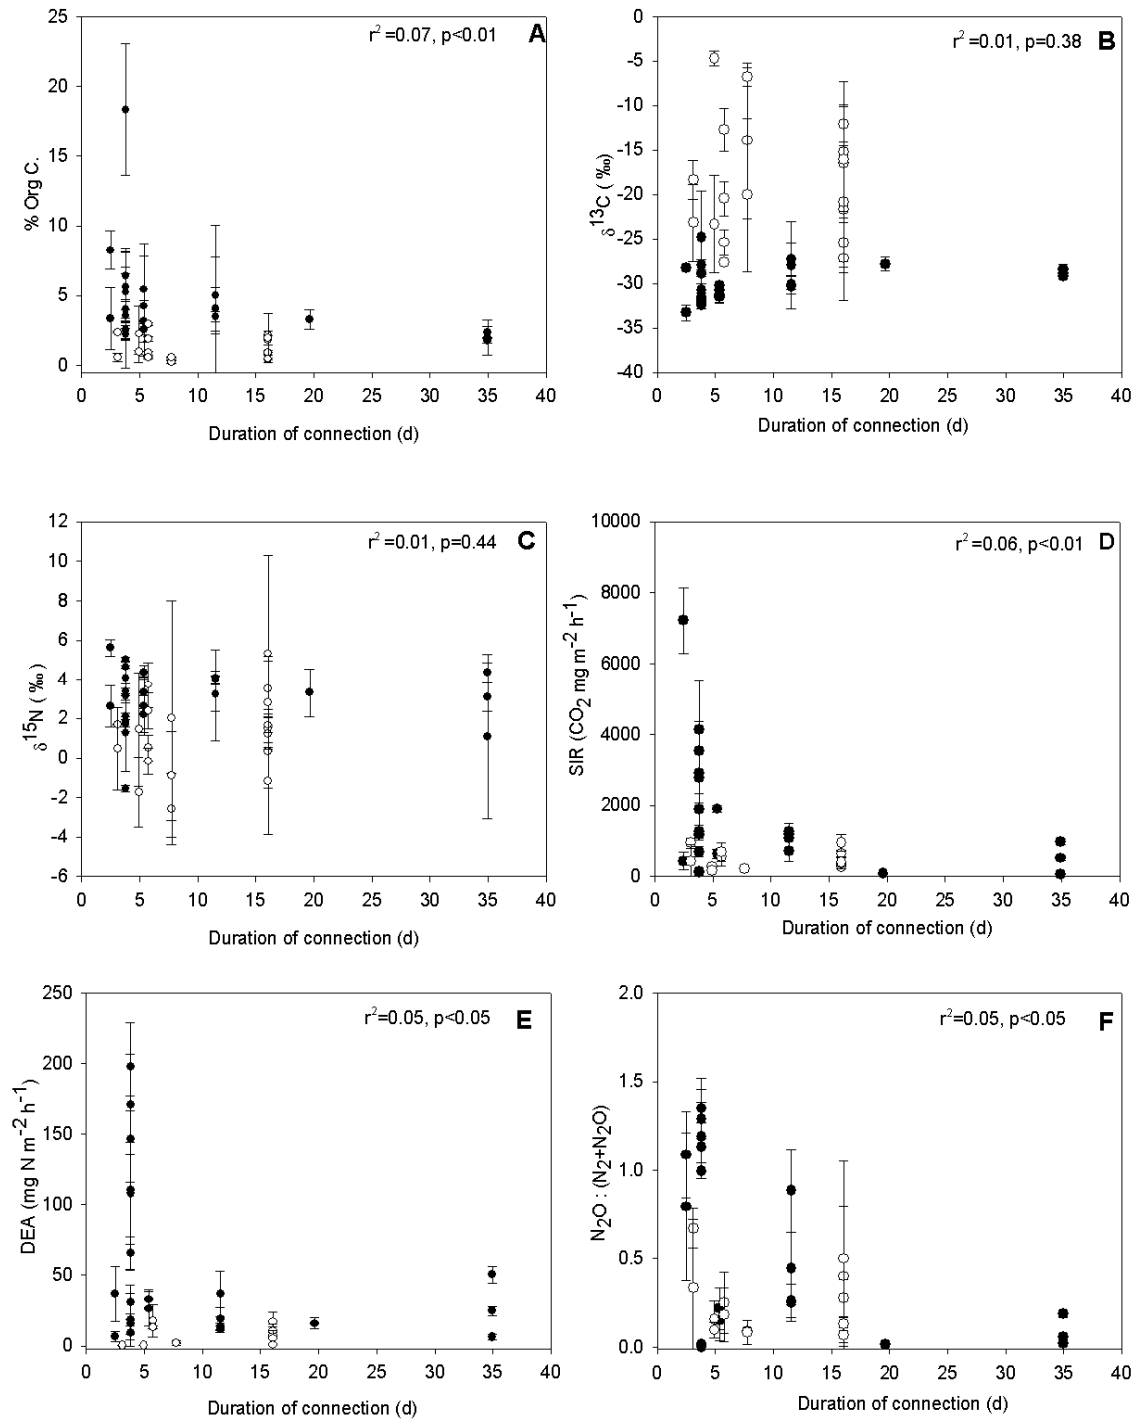 r² =0.07, p<0.01 A
25
20
15
10
5
0
% Org C.
0 5 10 15 20 25 30 35 40
Duration of connection (d)
r² =0.01, p=0.38 B
0
-5
-10
-15
-20
-25
-30
-35
-40
δ¹³C ( ‰)
0 5 10 15 20 25 30 35 40
Duration of connection (d)
r² =0.01, p=0.44 C
12
10
8
6
4
2
0
-2
-4
-6
δ¹⁵N ( ‰)
0 5 10 15 20 25 30 35 40
Duration of connection (d)
r² =0.06, p<0.01 D
10000
8000
6000
4000
2000
0
SIR (CO₂ mg m⁻² h⁻¹)
0 5 10 15 20 25 30 35 40
Duration of connection (d)
r²=0.05, p<0.05 E
250
200
150
100
50
0
DEA (mg N m⁻² h⁻¹)
0 5 10 15 20 25 30 35 40
Duration of connection (d)
r²=0.05, p<0.05 F
2.0
1.5
1.0
0.5
0.0
N₂O : (N₂+N₂O)
0 5 10 15 20 25 30 35 40
Duration of connection (d)